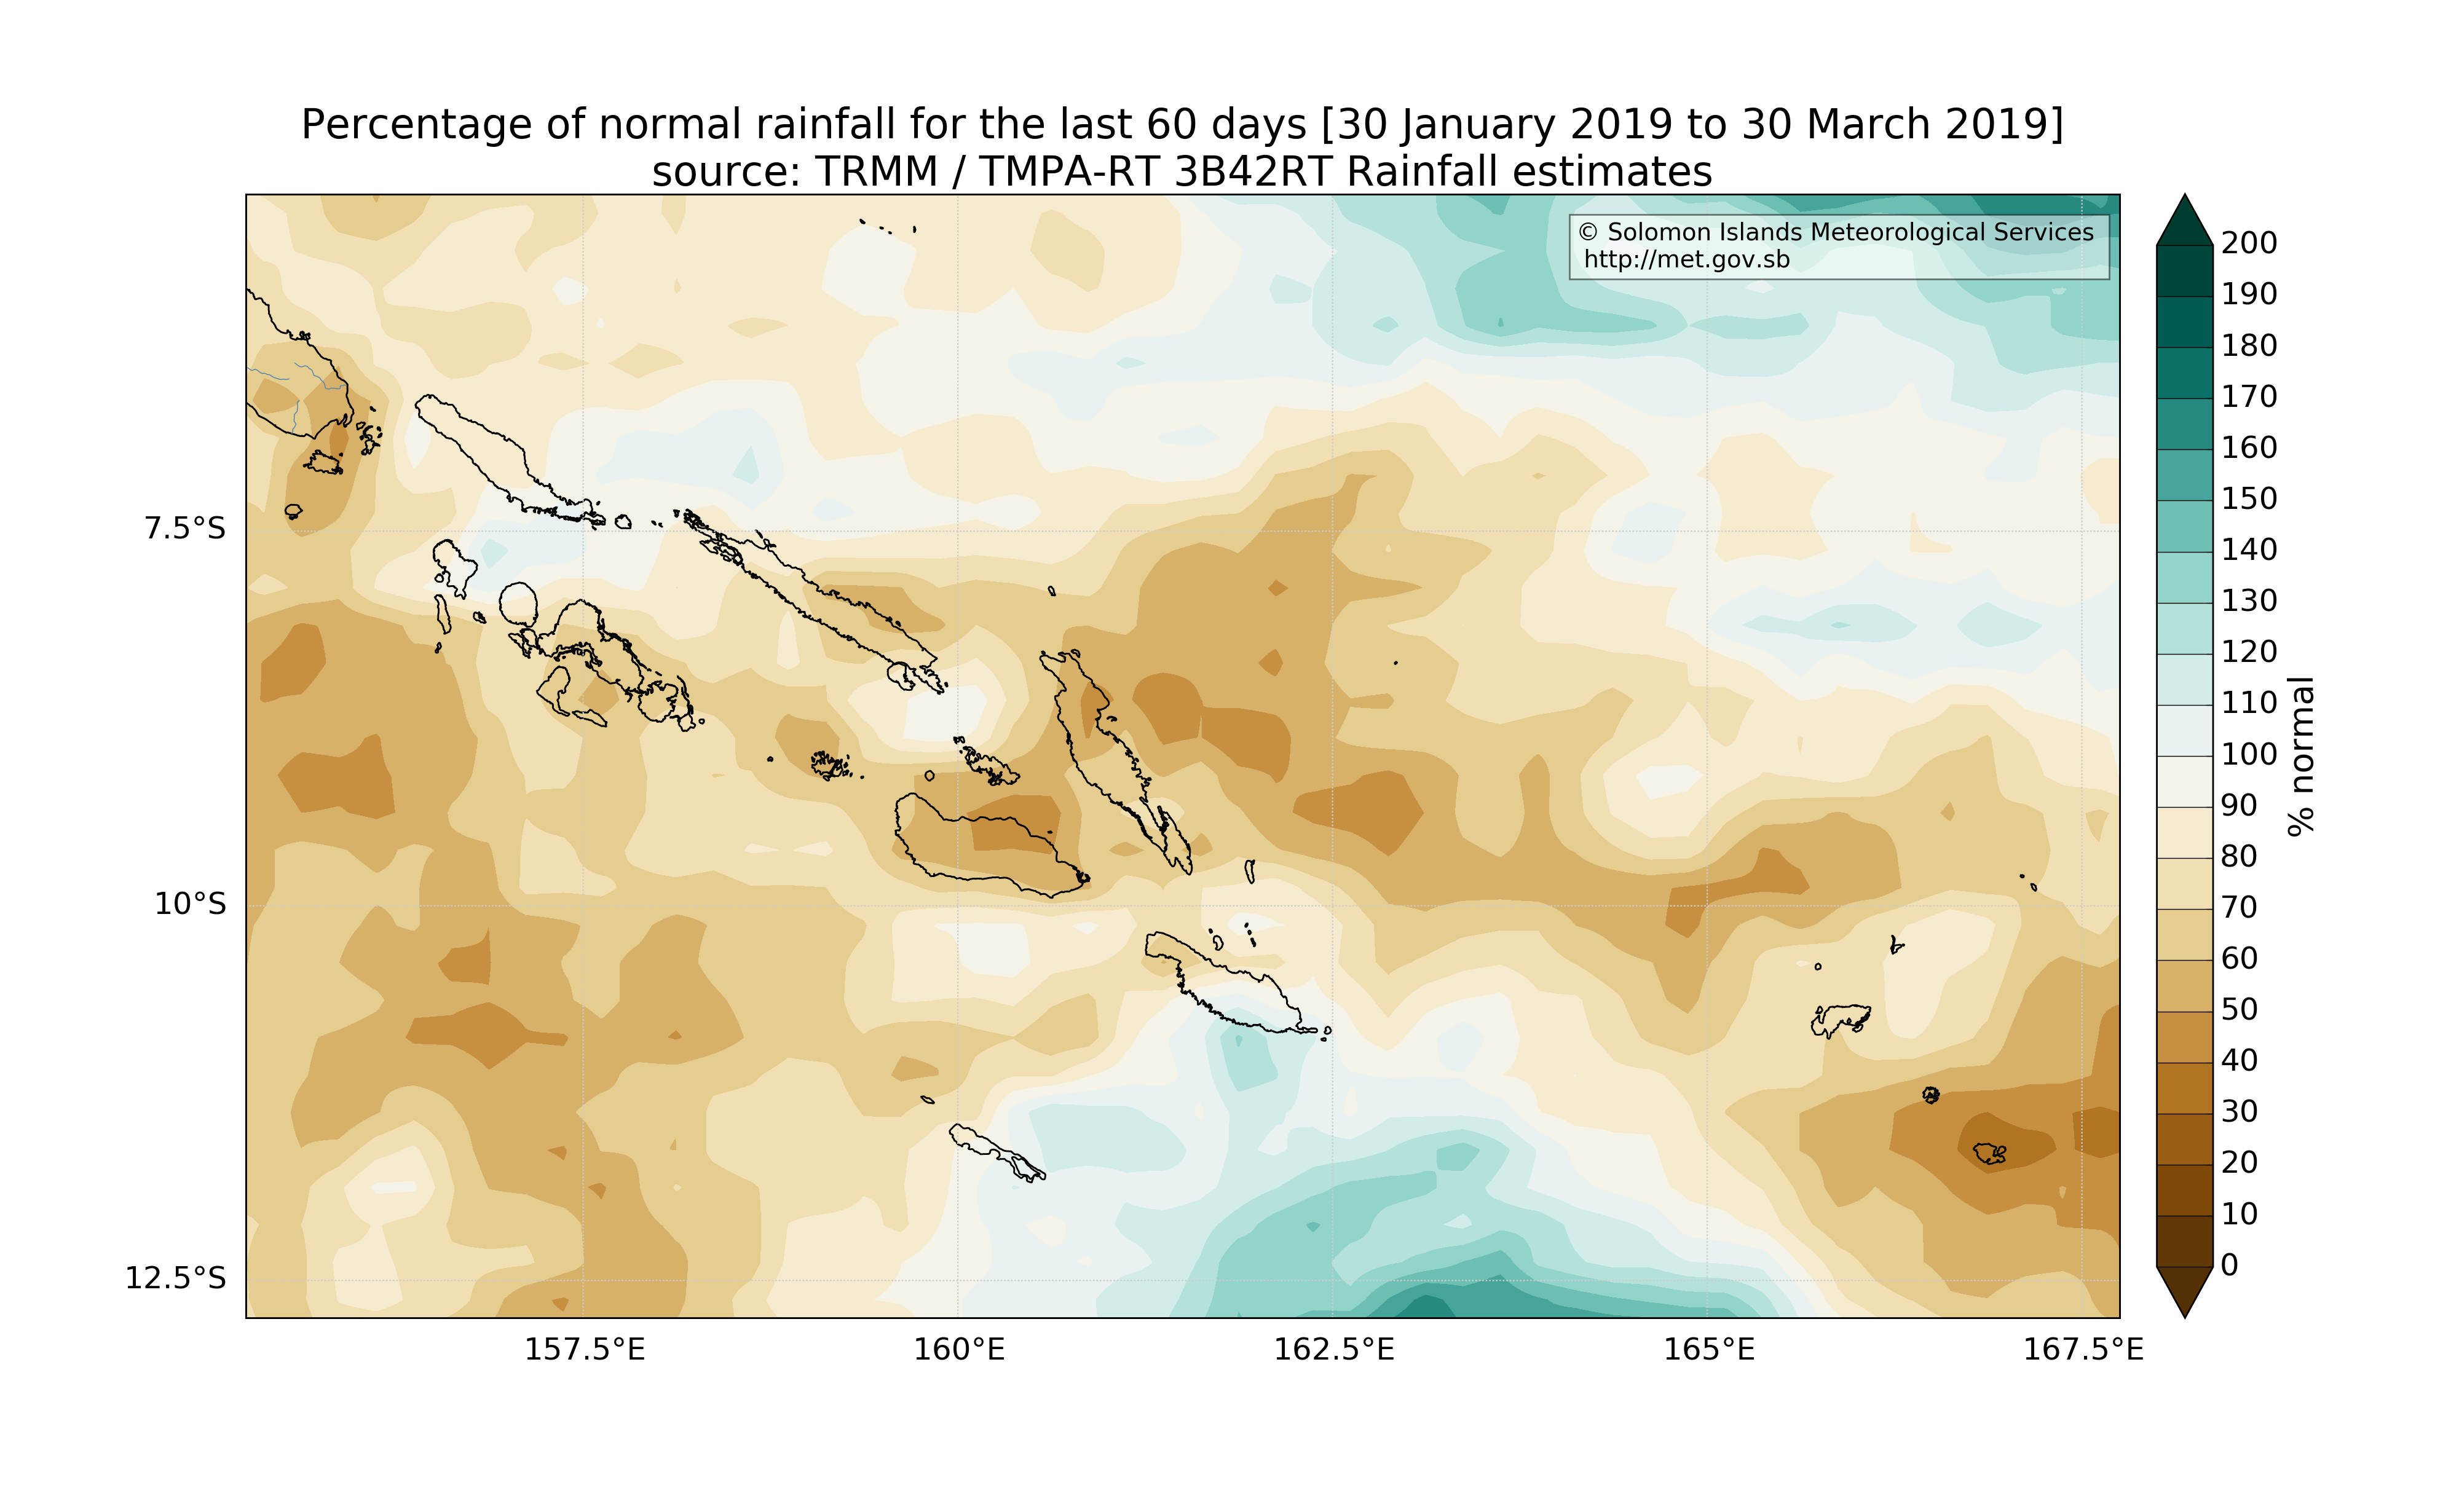 Percentage of normal rainfall for the last 60 days [30 January 2019 to 30 March 2019]
source: TRMM / TMPA-RT 3B42RT Rainfall estimates
© Solomon Islands Meteorological Services
http://met.gov.sb
7.5°S
10°S
12.5°S
157.5°E
160°E
162.5°E
165°E
167.5°E
200
190
180
170
160
150
140
130
120
110
100
90
80
70
60
50
40
30
20
10
0
% normal